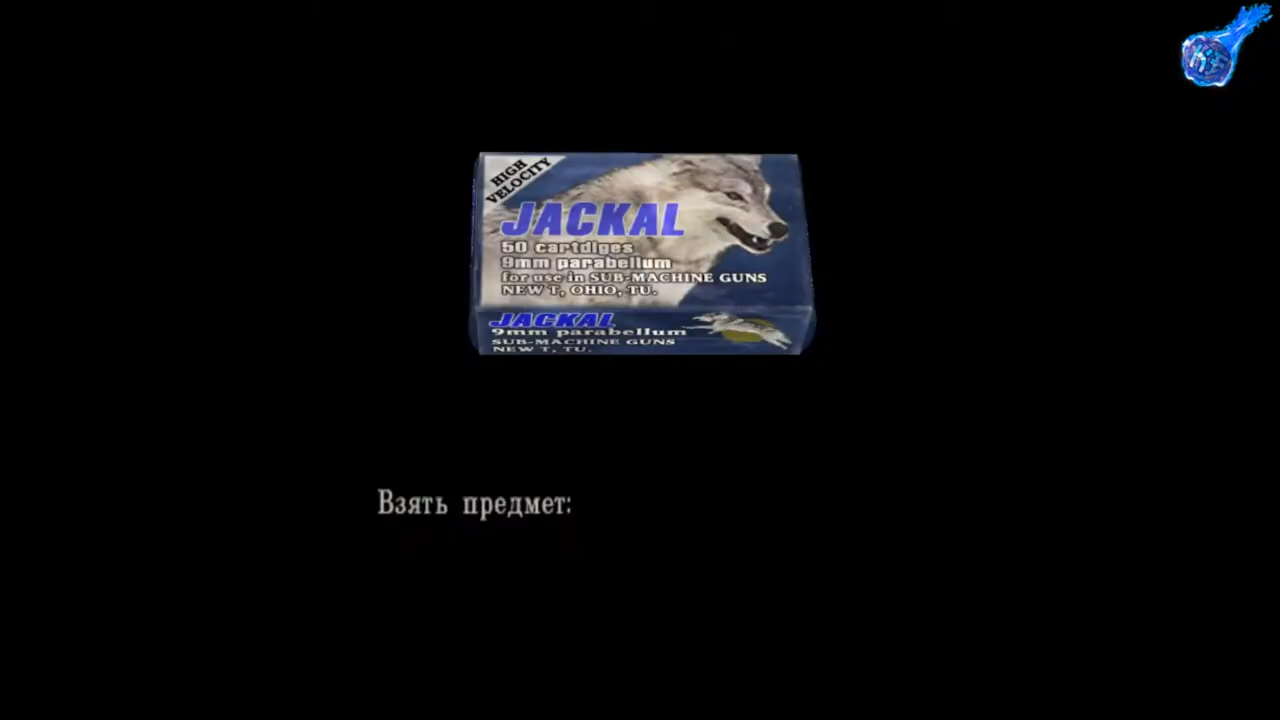 HIGH
VELOCITY
JACKAL
50 cartdiges
9mm parabellum
for use in SUB-MACHINE GUNS
NEW T, OHIO, TU.
JACKAL
9mm parabellum
SUB-MACHINE GUNS
NEW T, TU.
Взять предмет: